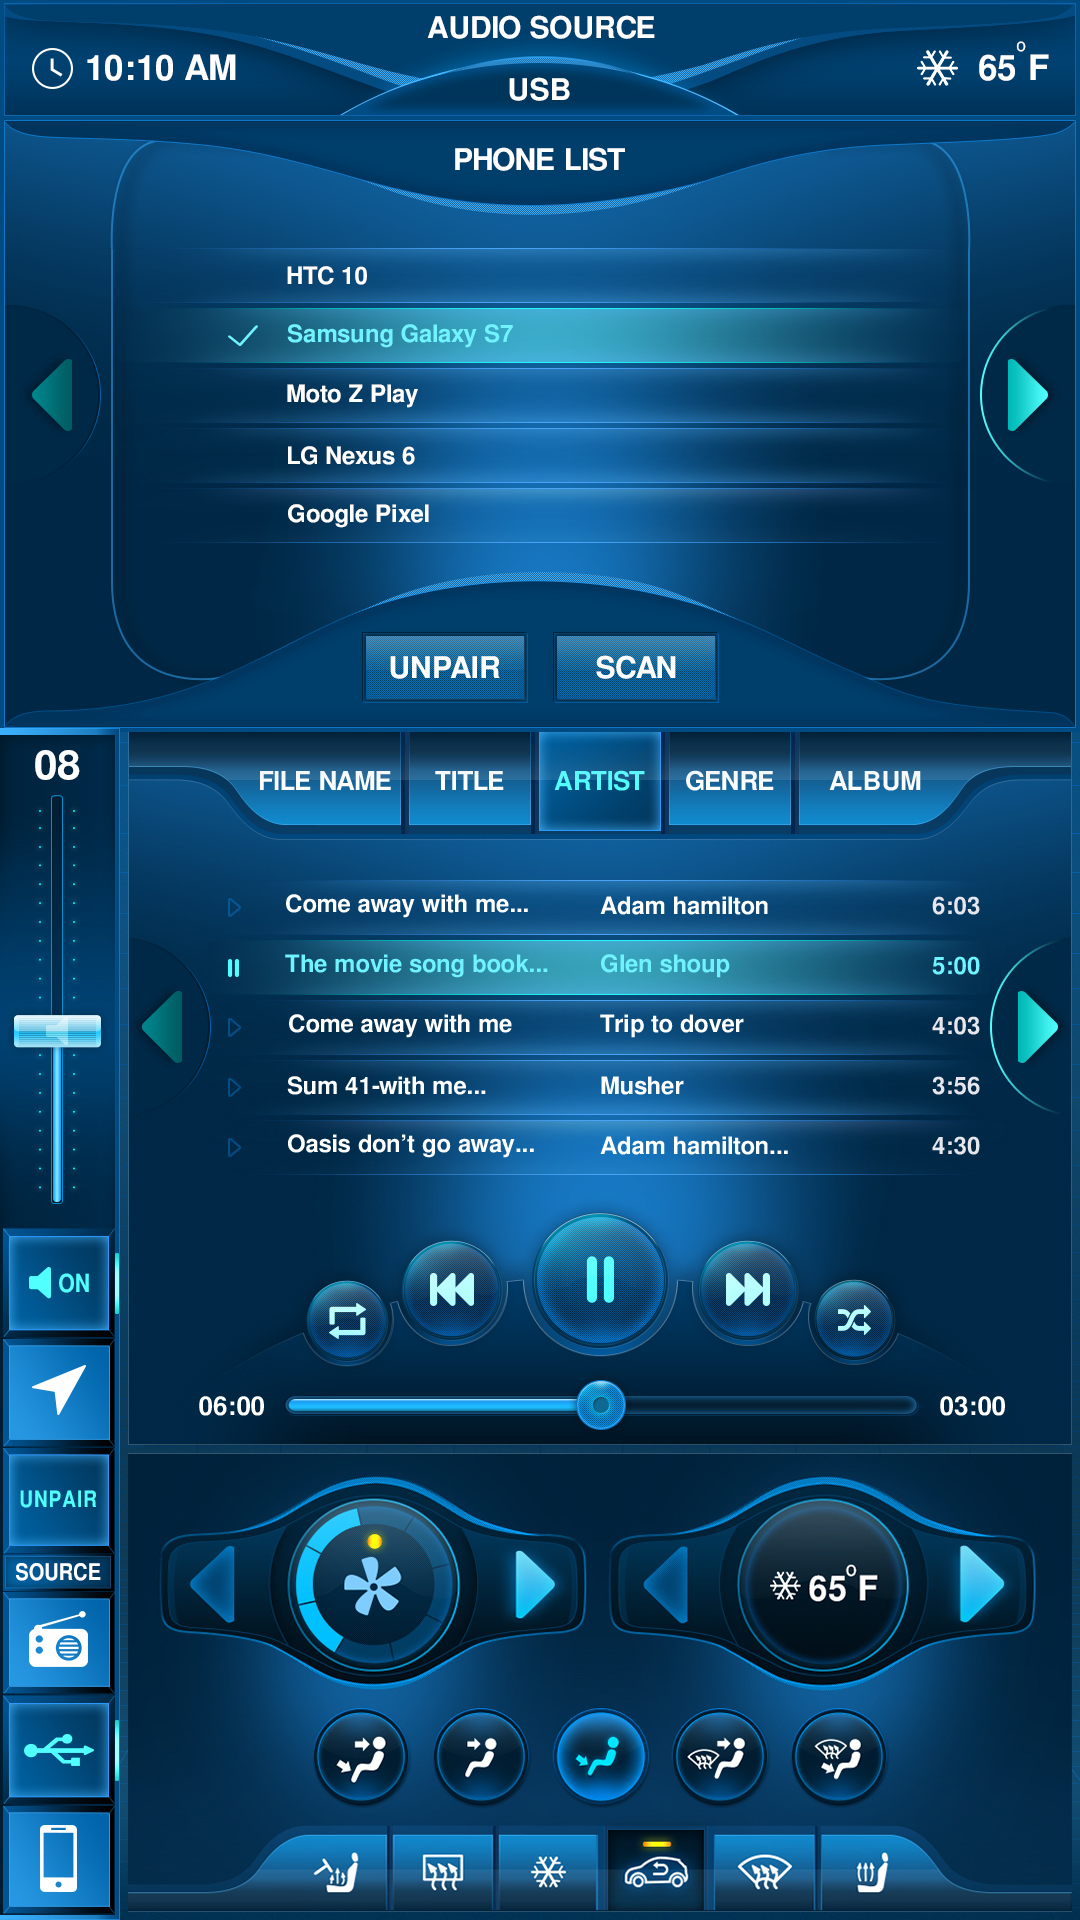 AUDIO SOURCE
10:10 AM
USB
65°F
PHONE LIST
HTC 10
Samsung Galaxy S7
Moto Z Play
LG Nexus 6
Google Pixel
UNPAIR
SCAN
08
FILE NAME
TITLE
ARTIST
GENRE
ALBUM
Come away with me... Adam hamilton 6:03
The movie song book... Glen shoup 5:00
Come away with me Trip to dover 4:03
Sum 41-with me... Musher 3:56
Oasis don’t go away... Adam hamilton... 4:30
ON
06:00
03:00
UNPAIR
SOURCE
65°F